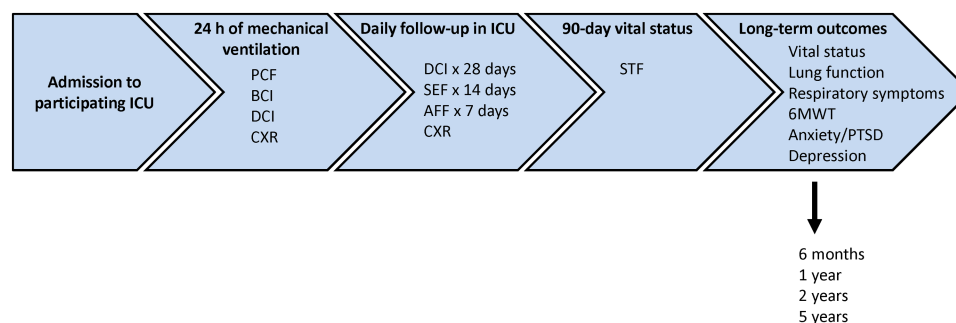 Admission to
participating ICU
24 h of mechanical
ventilation
PCF
BCI
DCI
CXR
Daily follow-up in ICU
DCI x 28 days
SEF x 14 days
AFF x 7 days
CXR
90-day vital status
STF
Long-term outcomes
Vital status
Lung function
Respiratory symptoms
6MWT
Anxiety/PTSD
Depression
6 months
1 year
2 years
5 years